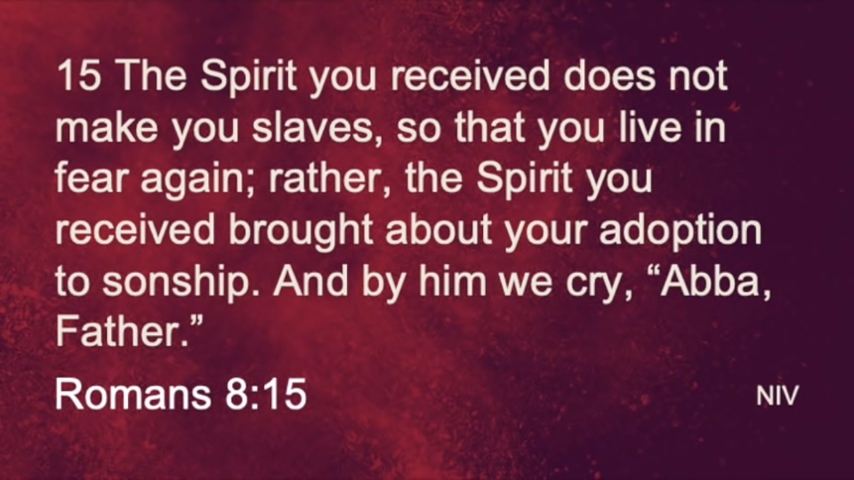 15 The Spirit you received does not
make you slaves, so that you live in
fear again; rather, the Spirit you
received brought about your adoption
to sonship. And by him we cry, “Abba,
Father.”
Romans 8:15
NIV